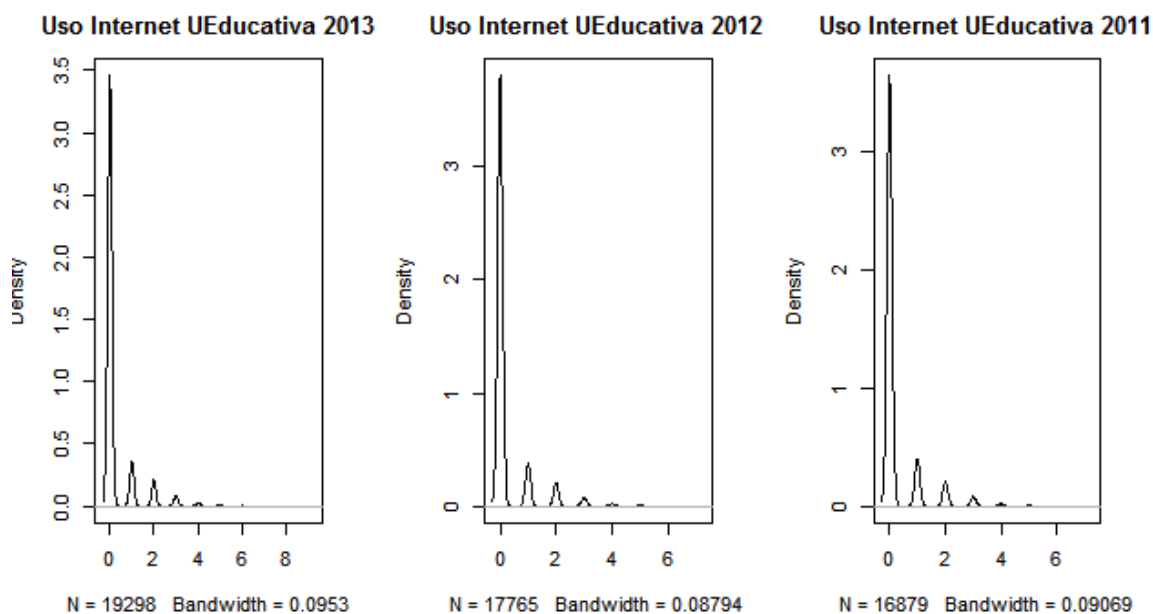 Uso Internet UEducativa 2013
Density
0.0 0.5 1.0 1.5 2.0 2.5 3.0 3.5
0 2 4 6 8
N = 19298 Bandwidth = 0.0953
Uso Internet UEducativa 2012
Density
0 1 2 3
0 2 4 6
N = 17765 Bandwidth = 0.08794
Uso Internet UEducativa 2011
Density
0 1 2 3
0 2 4 6
N = 16879 Bandwidth = 0.09069